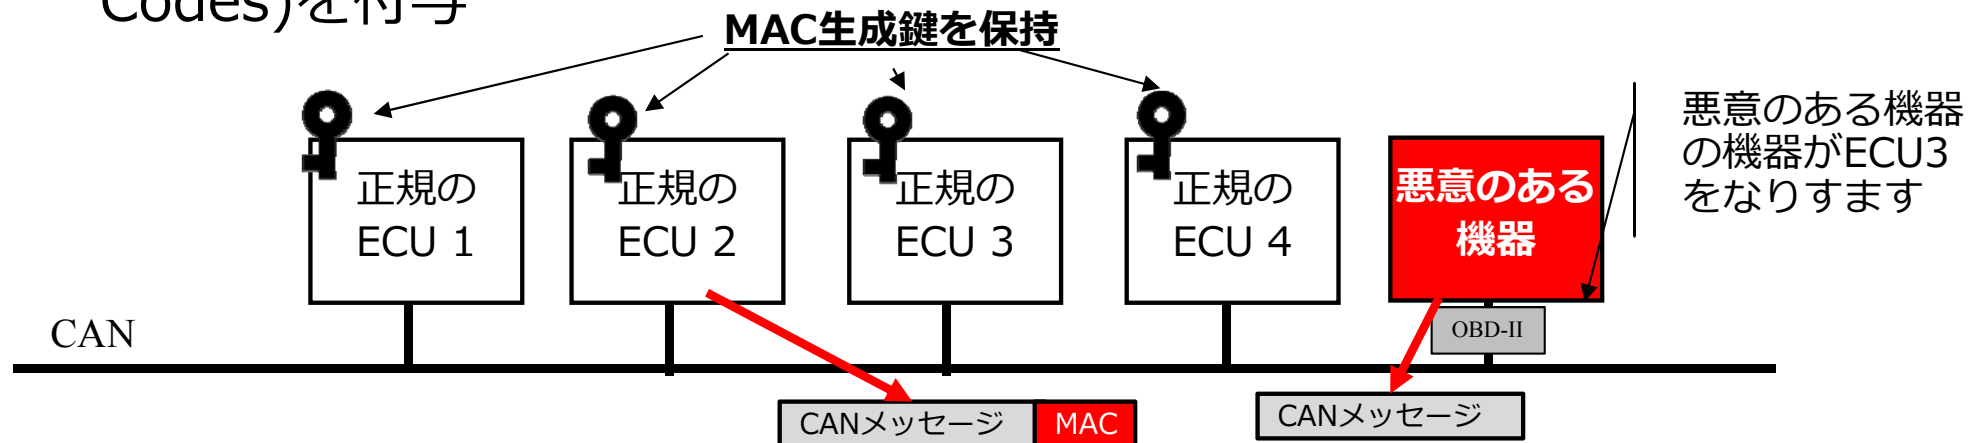 Codes)を付与
MAC生成鍵を保持
正規の
ECU 1
正規の
ECU 2
正規の
ECU 3
正規の
ECU 4
悪意のある
機器
悪意のある機器
の機器がECU3
をなりすます
OBD-II
CAN
CANメッセージ
MAC
CANメッセージ